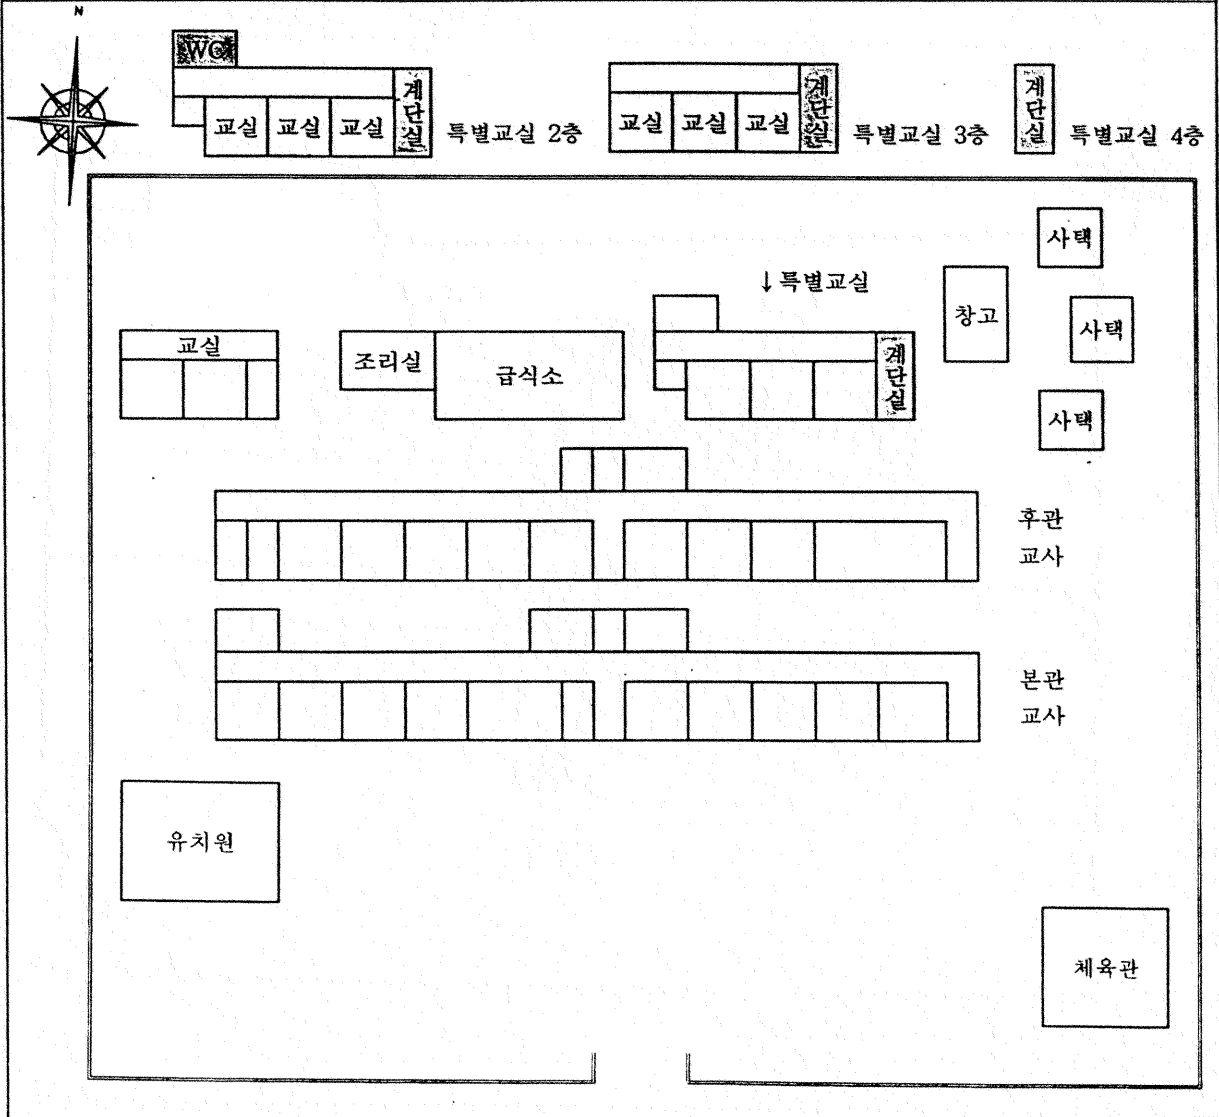 N
WC
교실 교실 교실 계단실 특별교실 2층
교실 교실 교실 계단실 특별교실 3층
계단실 특별교실 4층
사택
↓특별교실
창고
사택
교실
조리실
급식소
계단실
사택
후관
교사
본관
교사
유치원
체육관